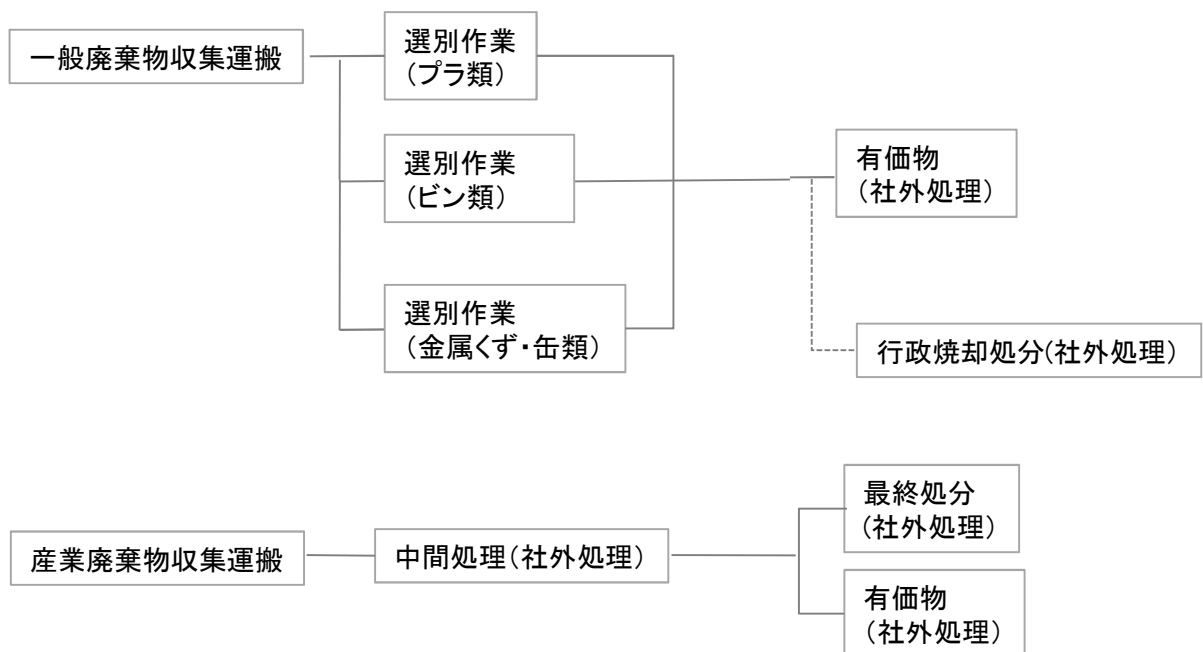 一般廃棄物収集運搬
選別作業
(プラ類)
選別作業
(ビン類)
選別作業
(金属くず・缶類)
有価物
(社外処理)
行政焼却処分(社外処理)
産業廃棄物収集運搬
中間処理(社外処理)
最終処分
(社外処理)
有価物
(社外処理)